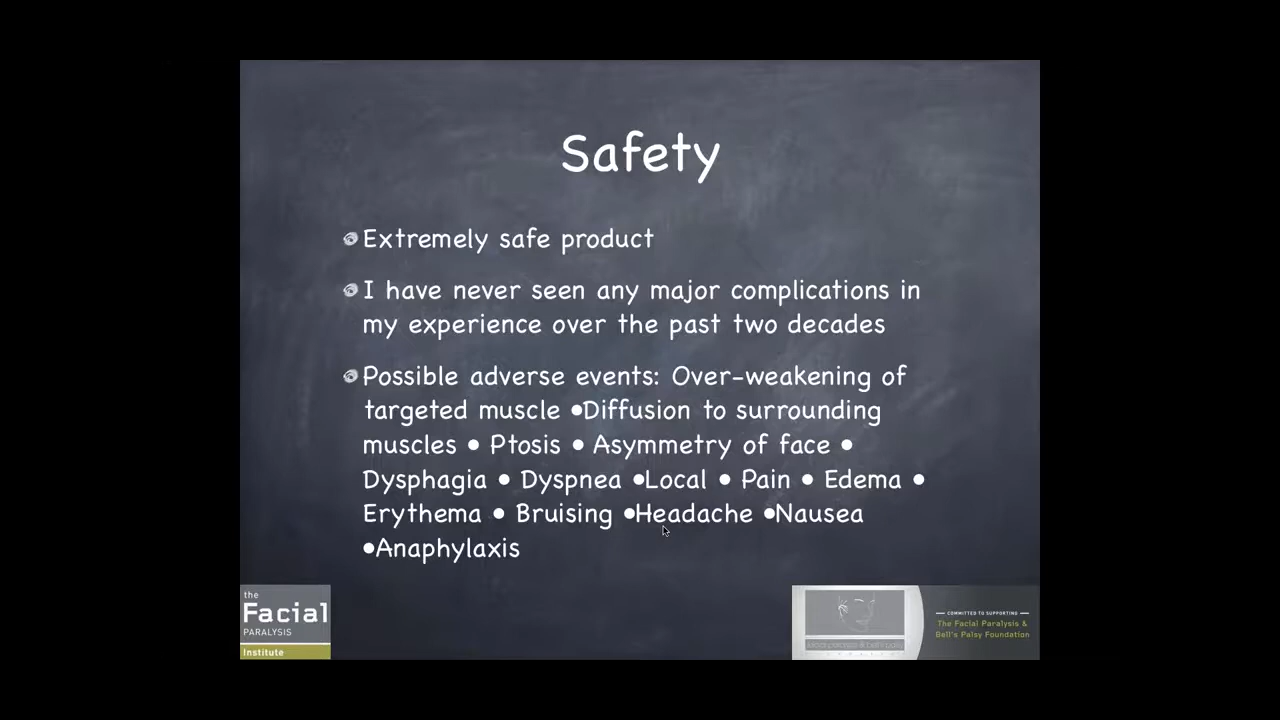 Safety
Extremely safe product
I have never seen any major complications in
my experience over the past two decades
Possible adverse events: Over-weakening of
targeted muscle •Diffusion to surrounding
muscles • Ptosis • Asymmetry of face •
Dysphagia • Dyspnea •Local • Pain • Edema •
Erythema • Bruising •Headache •Nausea
•Anaphylaxis
the
Facial
PARALYSIS
Institute
COMMITTED TO SUPPORTING
The Facial Paralysis &
Bell's Palsy Foundation